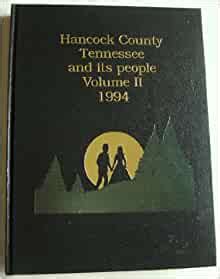 Hancock County
Tennessee
and its people
Volume II
1994